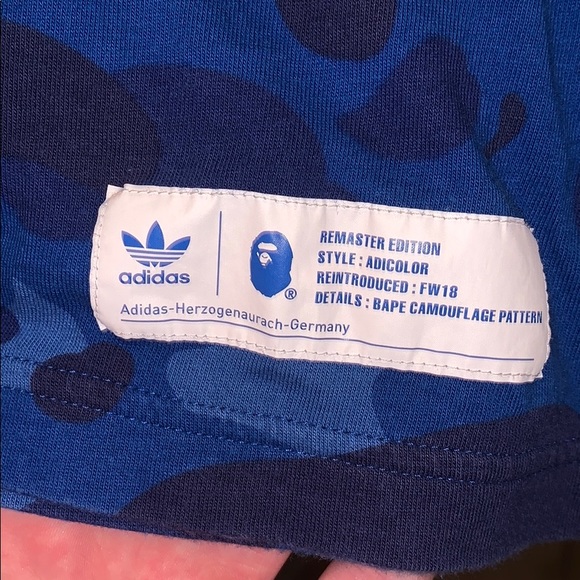 adidas
®
REMASTER EDITION
STYLE : ADICOLOR
REINTRODUCED : FW18
DETAILS : BAPE CAMOUFLAGE PATTERN
Adidas-Herzogenaurach-Germany